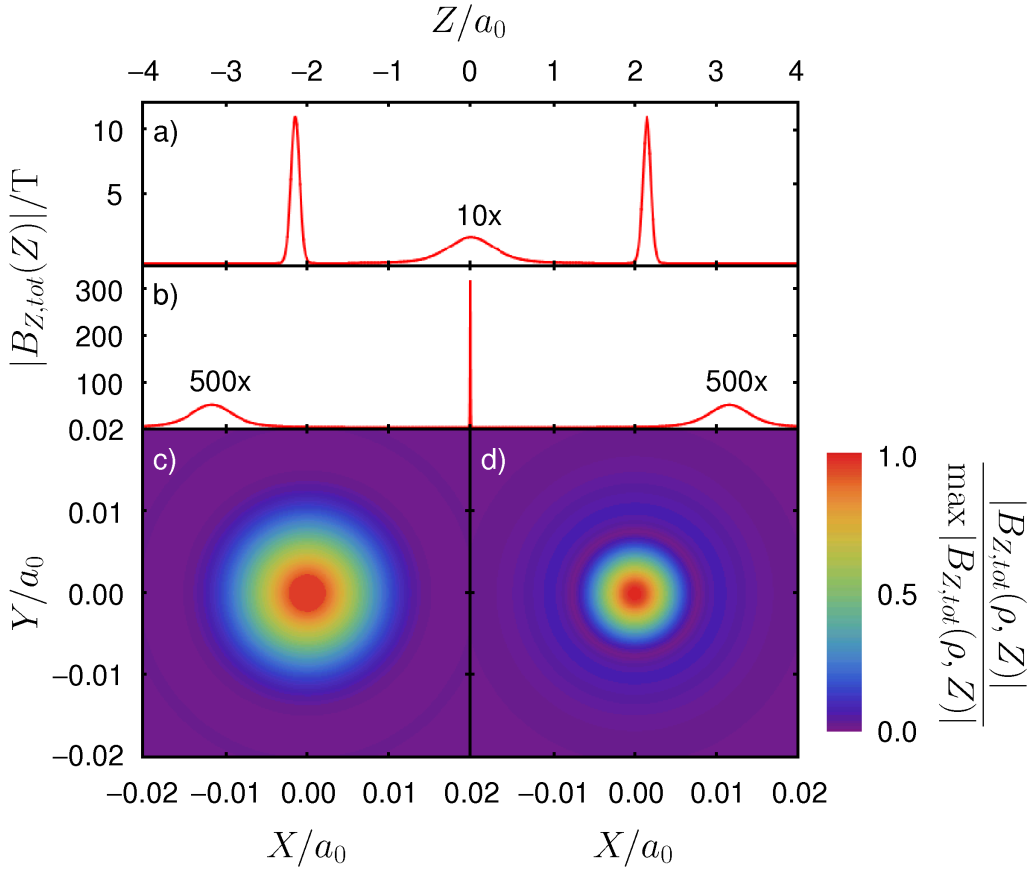 Z/a₀
−4 −3 −2 −1 0 1 2 3 4
|B_{Z,tot}(Z)|/T
10
5
a)
10x
300
200
100
b)
500x
500x
0.02
0.01
0.00
−0.01
−0.02
Y/a₀
c)
d)
−0.02 −0.01 0.00 0.01 0.02 −0.01 0.00 0.01 0.02
X/a₀
X/a₀
1.0
0.5
0.0
|B_{Z,tot}(ρ, Z)|
max |B_{Z,tot}(ρ, Z)|